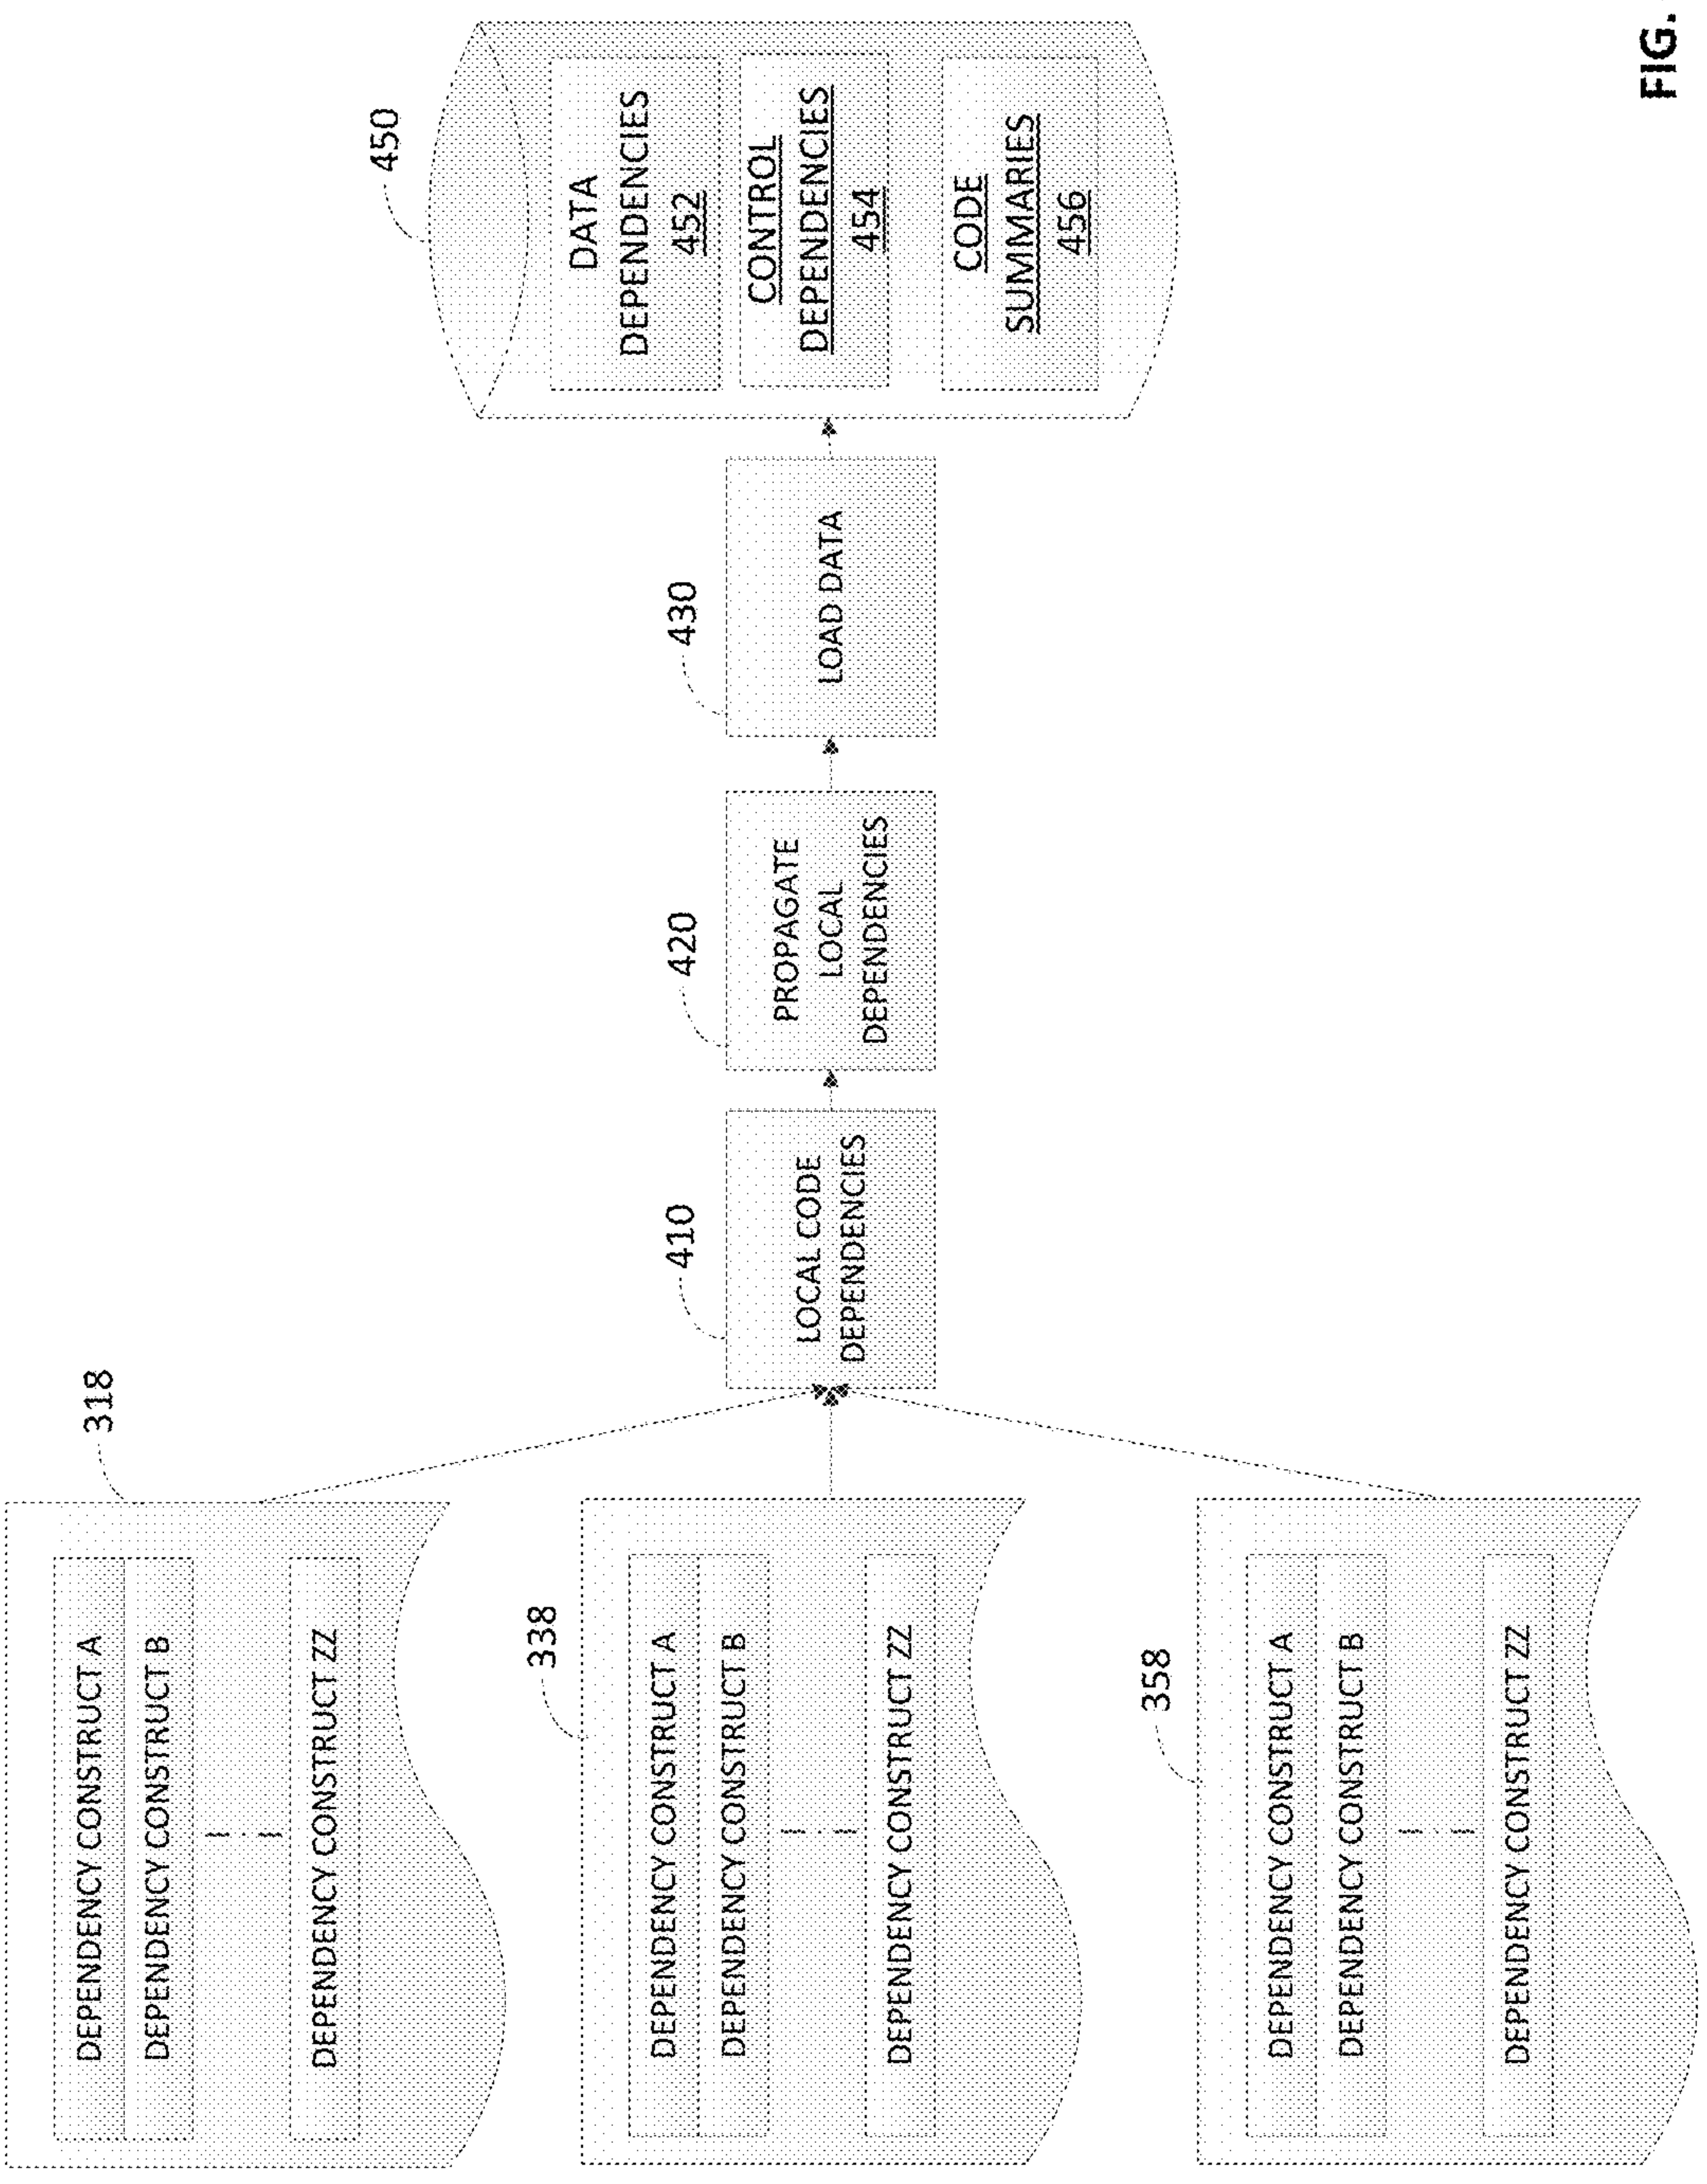 318
DEPENDENCY CONSTRUCT A
DEPENDENCY CONSTRUCT B
DEPENDENCY CONSTRUCT ZZ
338
DEPENDENCY CONSTRUCT A
DEPENDENCY CONSTRUCT B
DEPENDENCY CONSTRUCT ZZ
358
DEPENDENCY CONSTRUCT A
DEPENDENCY CONSTRUCT B
DEPENDENCY CONSTRUCT ZZ
410
LOCAL CODE
DEPENDENCIES
420
PROPAGATE
LOCAL
DEPENDENCIES
430
LOAD DATA
450
DATA
DEPENDENCIES
452
CONTROL
DEPENDENCIES
454
CODE
SUMMARIES
456
FIG.